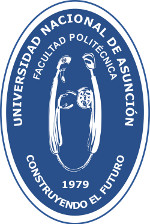 UNIVERSIDAD NACIONAL DE ASUNCIÓN
FACULTAD POLITÉCNICA
1979
CONSTRUYENDO EL FUTURO